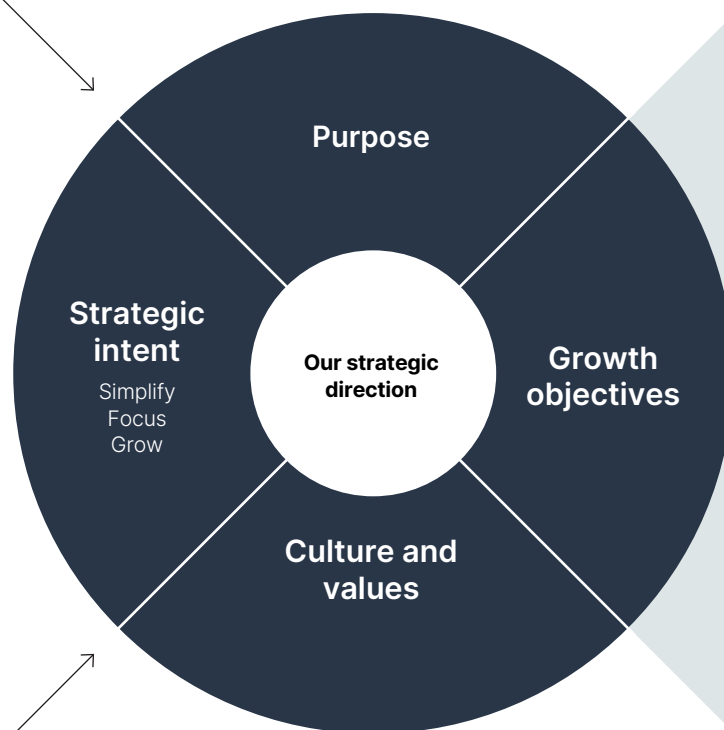 Purpose
Strategic
intent
Simplify
Focus
Grow
Our strategic
direction
Growth
objectives
Culture and
values